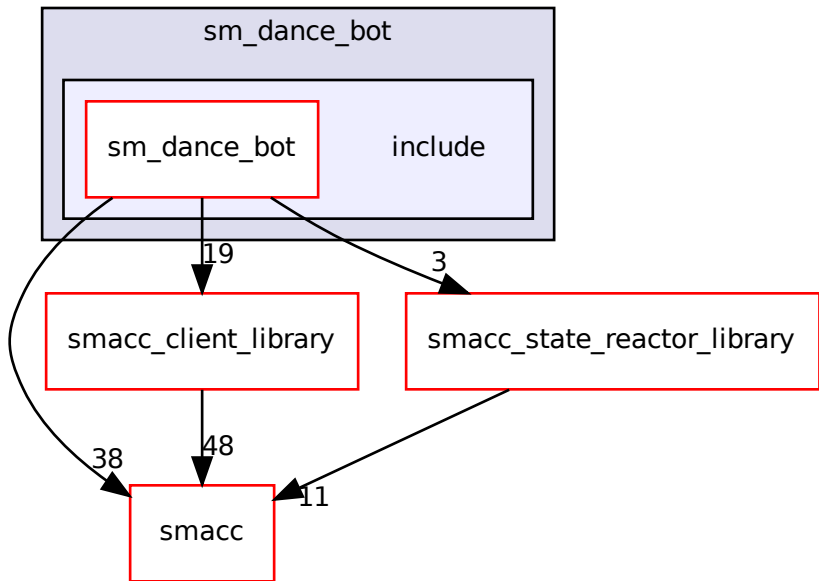 sm_dance_bot
sm_dance_bot
include
19
3
smacc_client_library
smacc_state_reactor_library
38
48
11
smacc